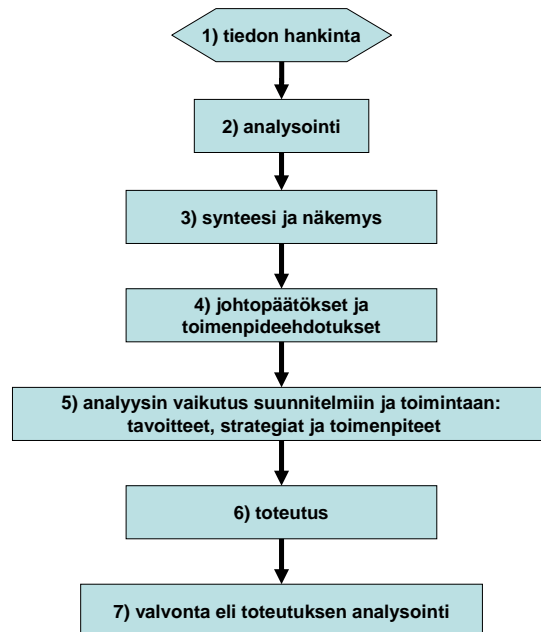 1) tiedon hankinta
2) analysointi
3) synteesi ja näkemys
4) johtopäätökset ja
toimenpideehdotukset
5) analyysin vaikutus suunnitelmiin ja toimintaan:
tavoitteet, strategiat ja toimenpiteet
6) toteutus
7) valvonta eli toteutuksen analysointi